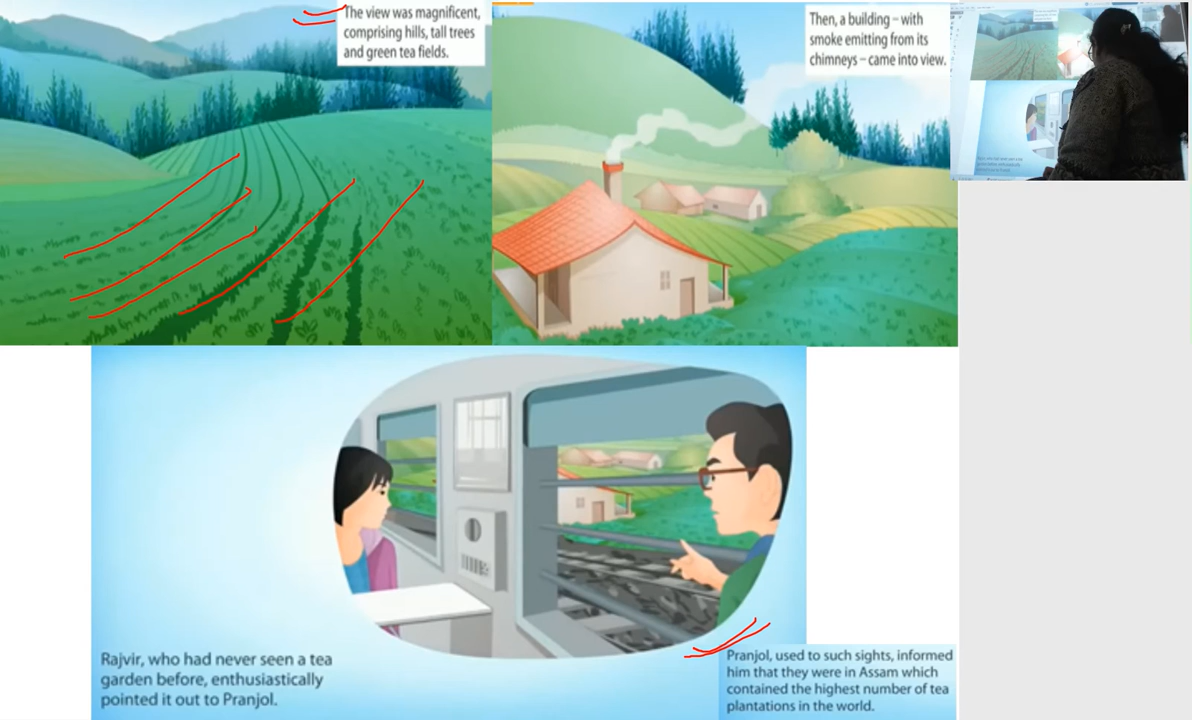 The view was magnificent,
comprising hills, tall trees
and green tea fields.
Then, a building – with
smoke emitting from its
chimneys – came into view.
Rajvir, who had never seen a tea
garden before, enthusiastically
pointed it out to Pranjol.
Pranjol, used to such sights, informed
him that they were in Assam which
contained the highest number of tea
plantations in the world.